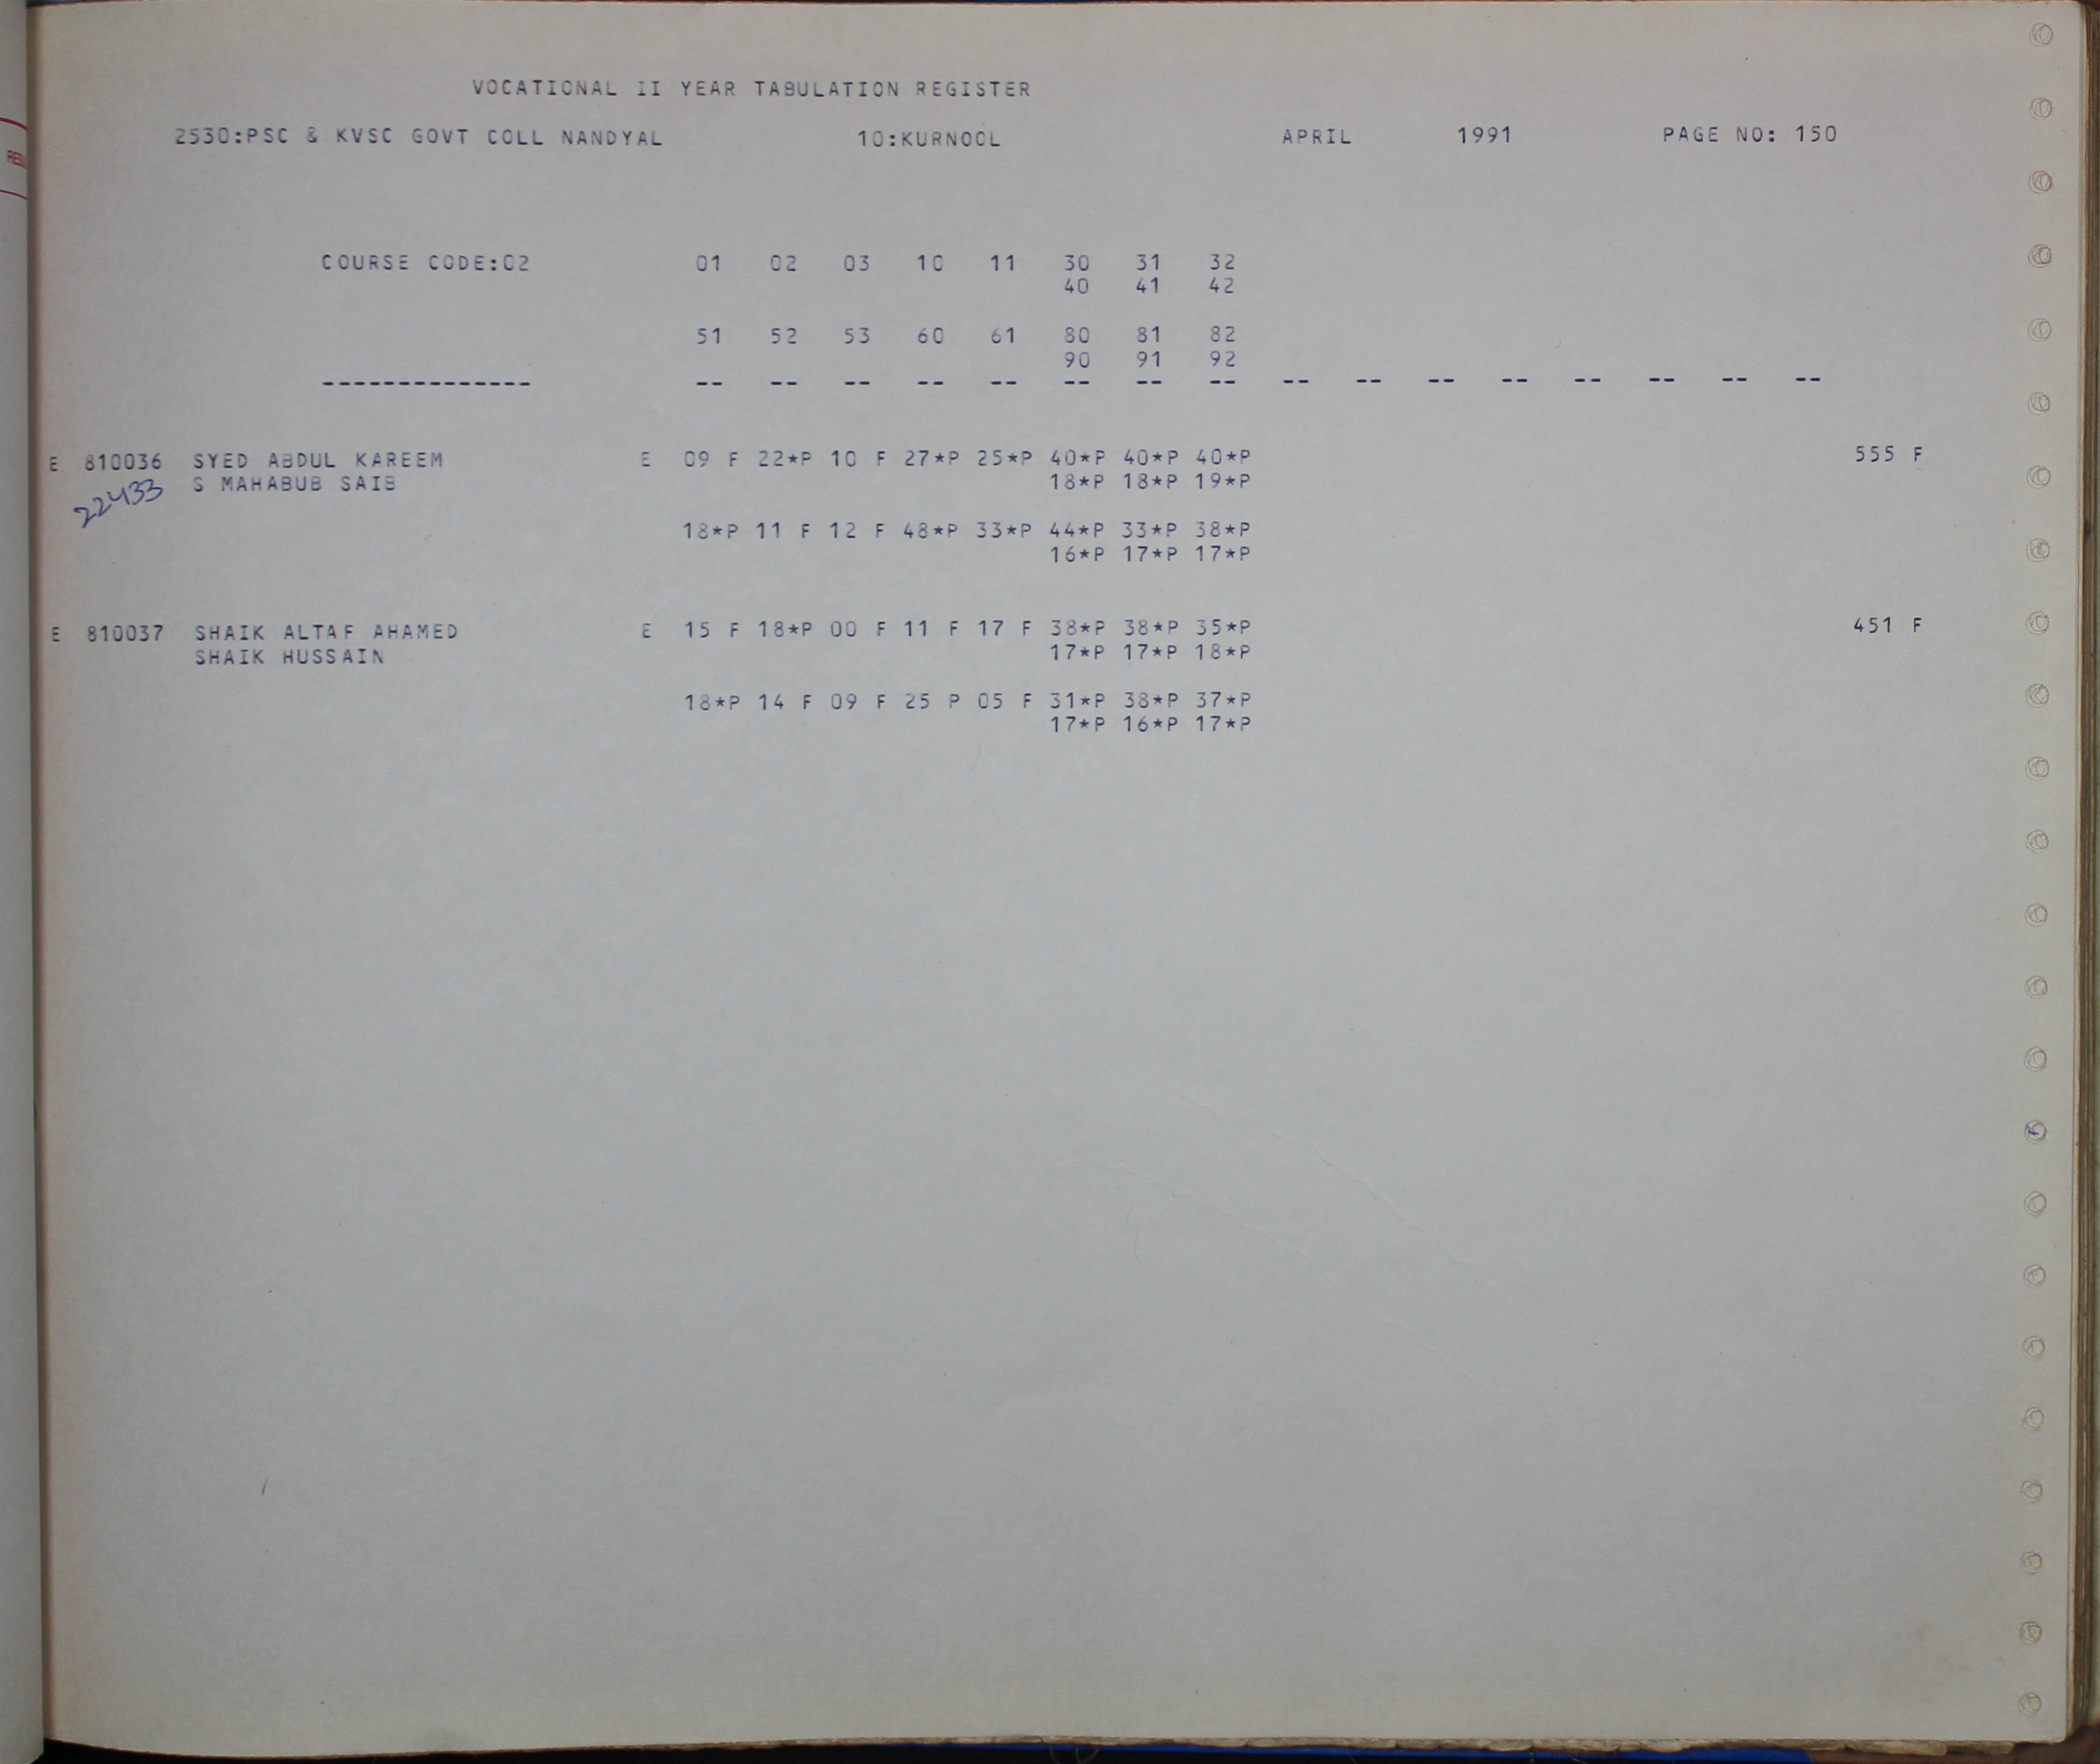 VOCATIONAL II YEAR TABULATION REGISTER
2530:PSC & KVSC GOVT COLL NANDYAL 10:KURNOOL APRIL 1991 PAGE NO: 150
COURSE CODE:02 01 02 03 10 11 30 31 32
40 41 42
51 52 53 60 61 80 81 82
90 91 92
-------------- -- -- -- -- -- -- -- -- -- -- -- -- -- -- -- --
E 810036 SYED ABDUL KAREEM E 09 F 22*P 10 F 27*P 25*P 40*P 40*P 40*P 555 F
22433 S MAHABUB SAIB 18*P 18*P 19*P
18*P 11 F 12 F 48*P 33*P 44*P 33*P 38*P
16*P 17*P 17*P
E 810037 SHAIK ALTAF AHAMED E 15 F 18*P 00 F 11 F 17 F 38*P 38*P 35*P 451 F
SHAIK HUSSAIN 17*P 17*P 18*P
18*P 14 F 09 F 25 P 05 F 31*P 38*P 37*P
17*P 16*P 17*P